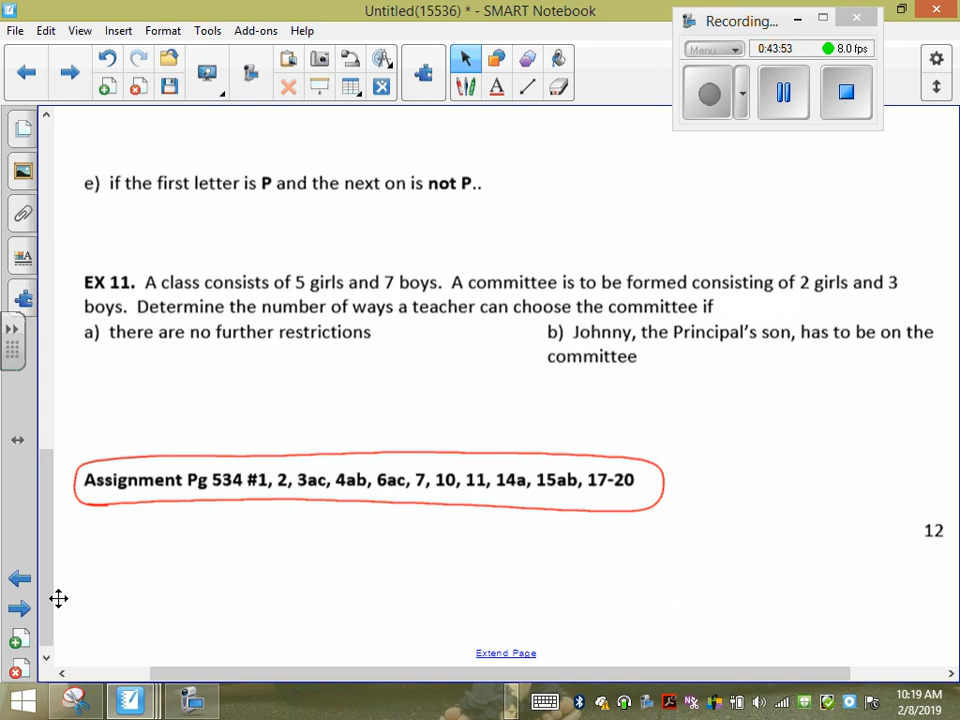 Untitled(15536) * - SMART Notebook
Recording...
File Edit View Insert Format Tools Add-ons Help
Menu 0:43:53 8.0 fps
e) if the first letter is P and the next on is not P..
EX 11. A class consists of 5 girls and 7 boys. A committee is to be formed consisting of 2 girls and 3
boys. Determine the number of ways a teacher can choose the committee if
a) there are no further restrictions
b) Johnny, the Principal's son, has to be on the
committee
Assignment Pg 534 #1, 2, 3ac, 4ab, 6ac, 7, 10, 11, 14a, 15ab, 17-20
12
Extend Page
10:19 AM
2/8/2019